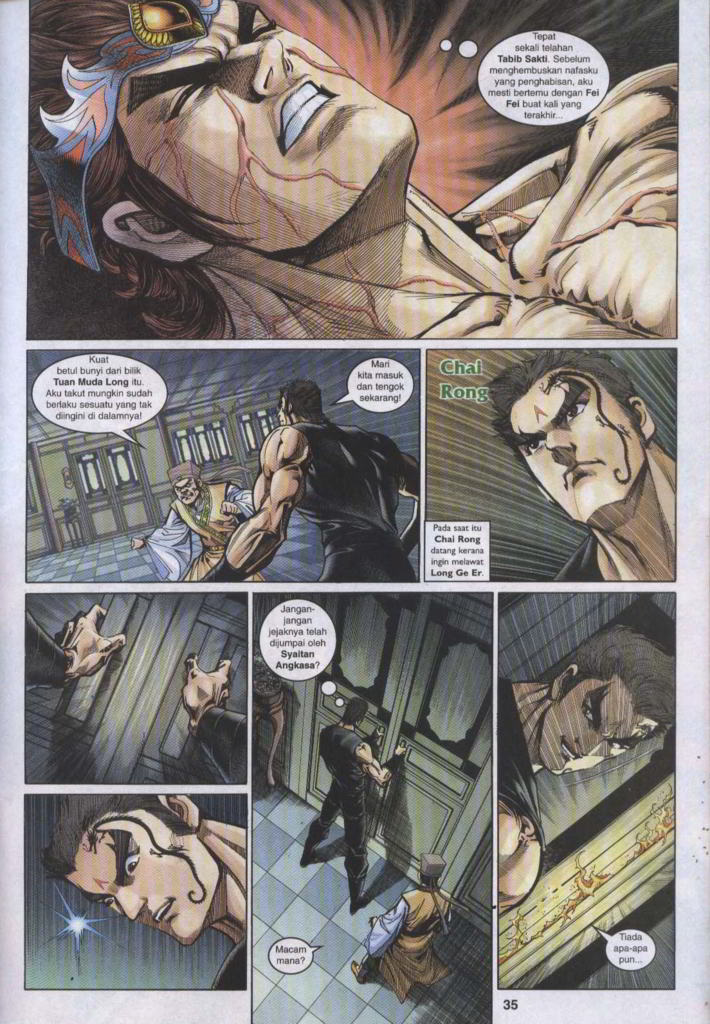 Tepat
sekali telahan
Tabib Sakti. Sebelum
menghembuskan nafasku
yang penghabisan, aku
mesti bertemu dengan Fei
Fei buat kali yang
terakhir...
Kuat
betul bunyi dari bilik
Tuan Muda Long itu.
Aku takut mungkin sudah
berlaku sesuatu yang tak
diingini di dalamnya!
Mari
kita masuk
dan tengok
sekarang!
Chai
Rong
Pada saat itu
Chai Rong
datang kerana
ingin melawat
Long Ge Er.
Jangan-
jangan
jejaknya telah
dijumpai oleh
Syaitan
Angkasa?
Macam
mana?
Tiada
apa-apa
pun...
35